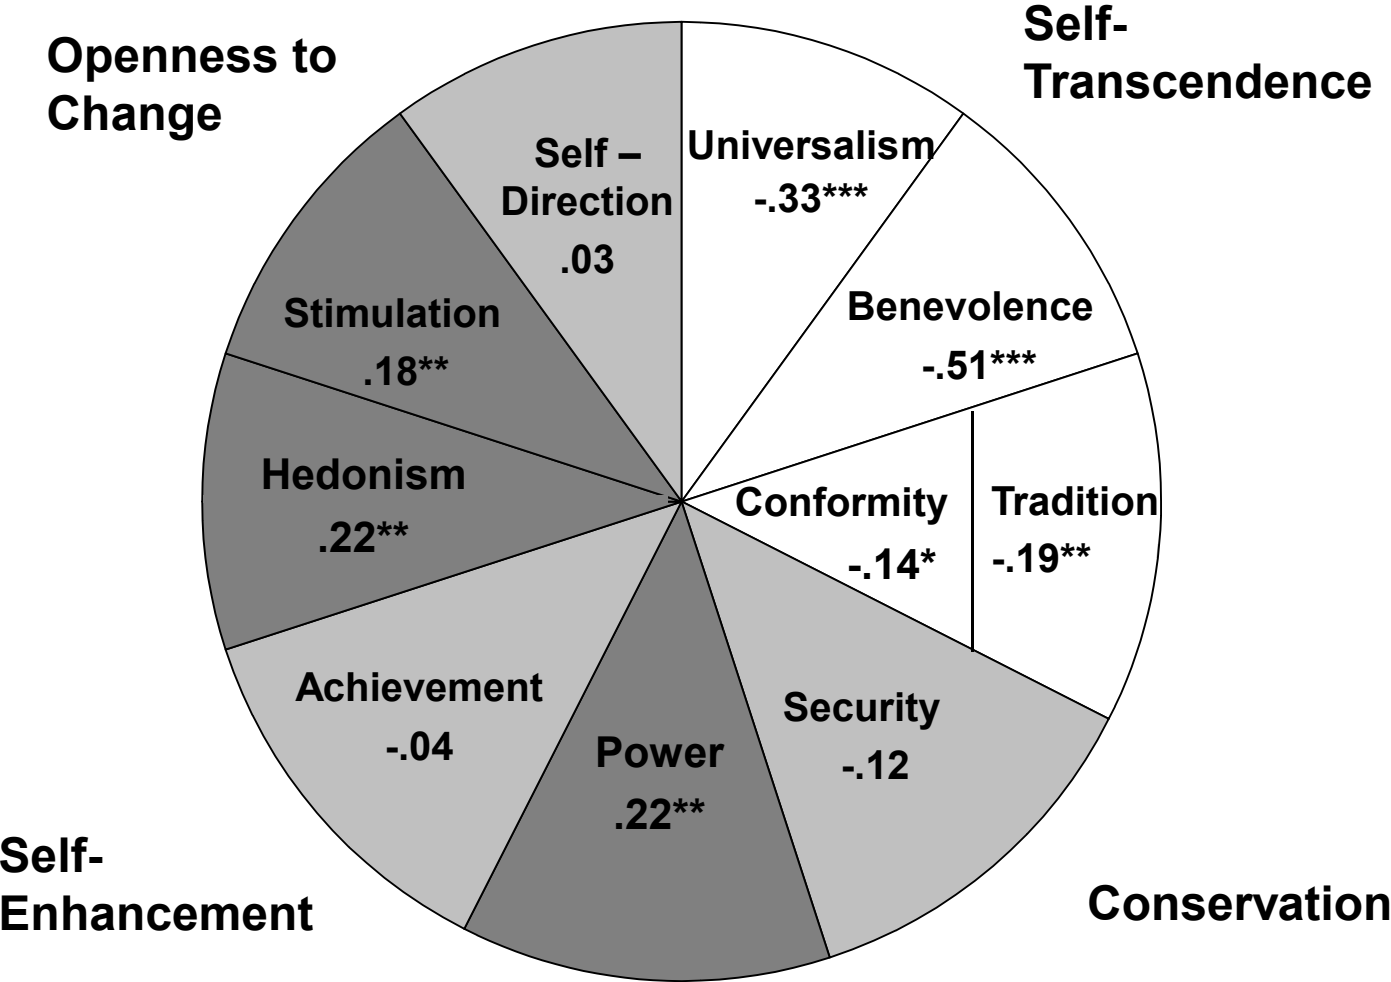 Openness to
Change
Self-
Transcendence
Self –
Direction
.03
Universalism
-.33***
Stimulation
.18**
Benevolence
-.51***
Hedonism
.22**
Conformity
-.14*
Tradition
-.19**
Achievement
-.04
Power
.22**
Security
-.12
Self-
Enhancement
Conservation